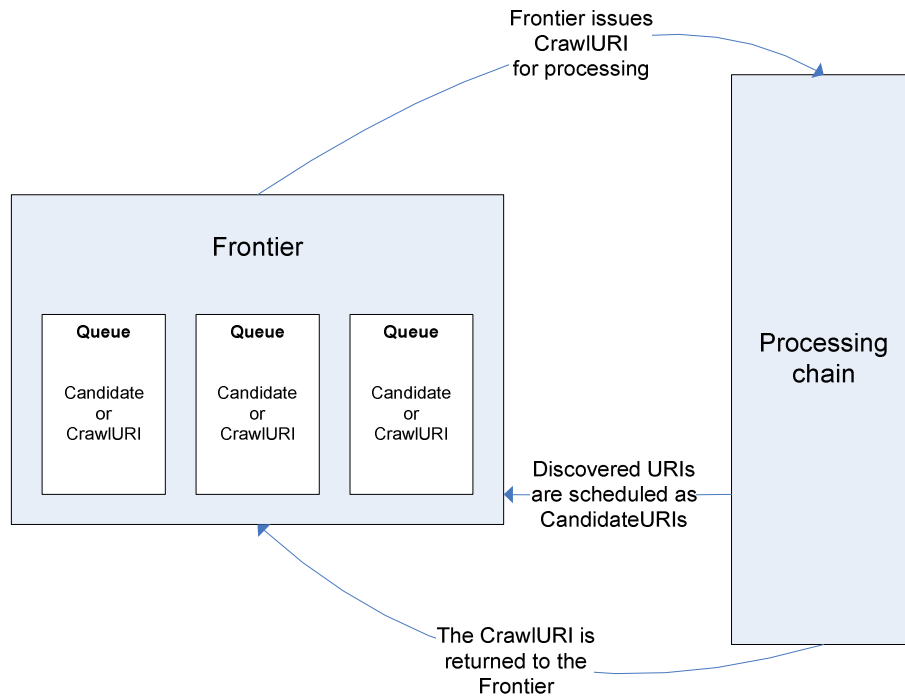 Frontier issues
CrawlURI
for processing
Frontier
Queue
Candidate
or
CrawlURI
Queue
Candidate
or
CrawlURI
Queue
Candidate
or
CrawlURI
Processing
chain
Discovered URIs
are scheduled as
CandidateURIs
The CrawlURI is
returned to the
Frontier